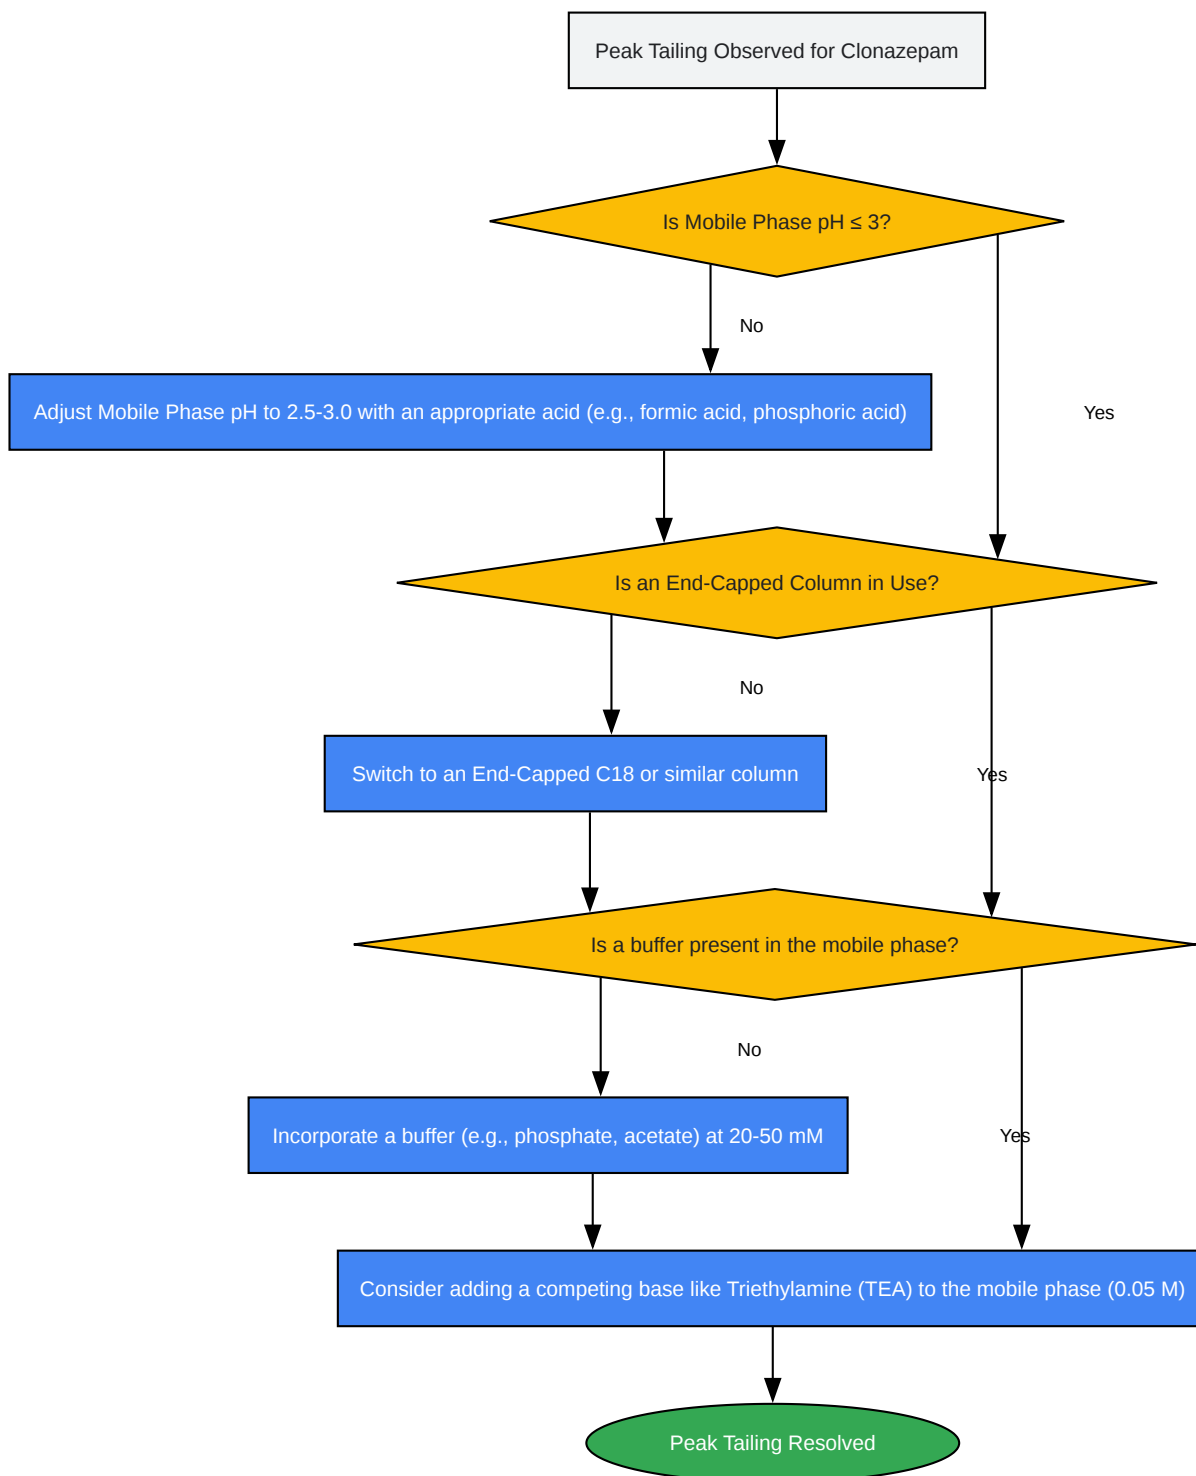 Peak Tailing Observed for Clonazepam
Is Mobile Phase pH ≤ 3?
No
Adjust Mobile Phase pH to 2.5-3.0 with an appropriate acid (e.g., formic acid, phosphoric acid)
Yes
Is an End-Capped Column in Use?
No
Switch to an End-Capped C18 or similar column
Yes
Is a buffer present in the mobile phase?
No
Incorporate a buffer (e.g., phosphate, acetate) at 20-50 mM
Yes
Consider adding a competing base like Triethylamine (TEA) to the mobile phase (0.05 M)
Peak Tailing Resolved